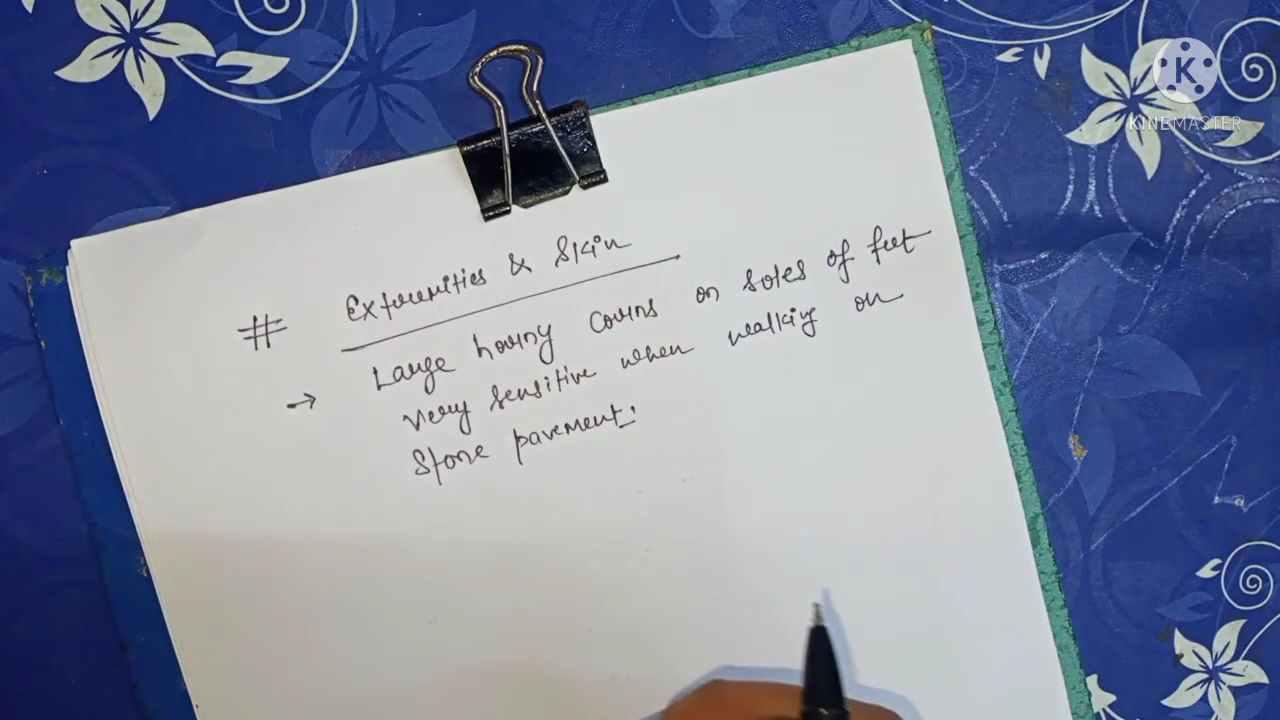 # Extremities & Skin
→ Large horny corns on soles of feet
very sensitive when walking on
stone pavement.
K
KINEMASTER